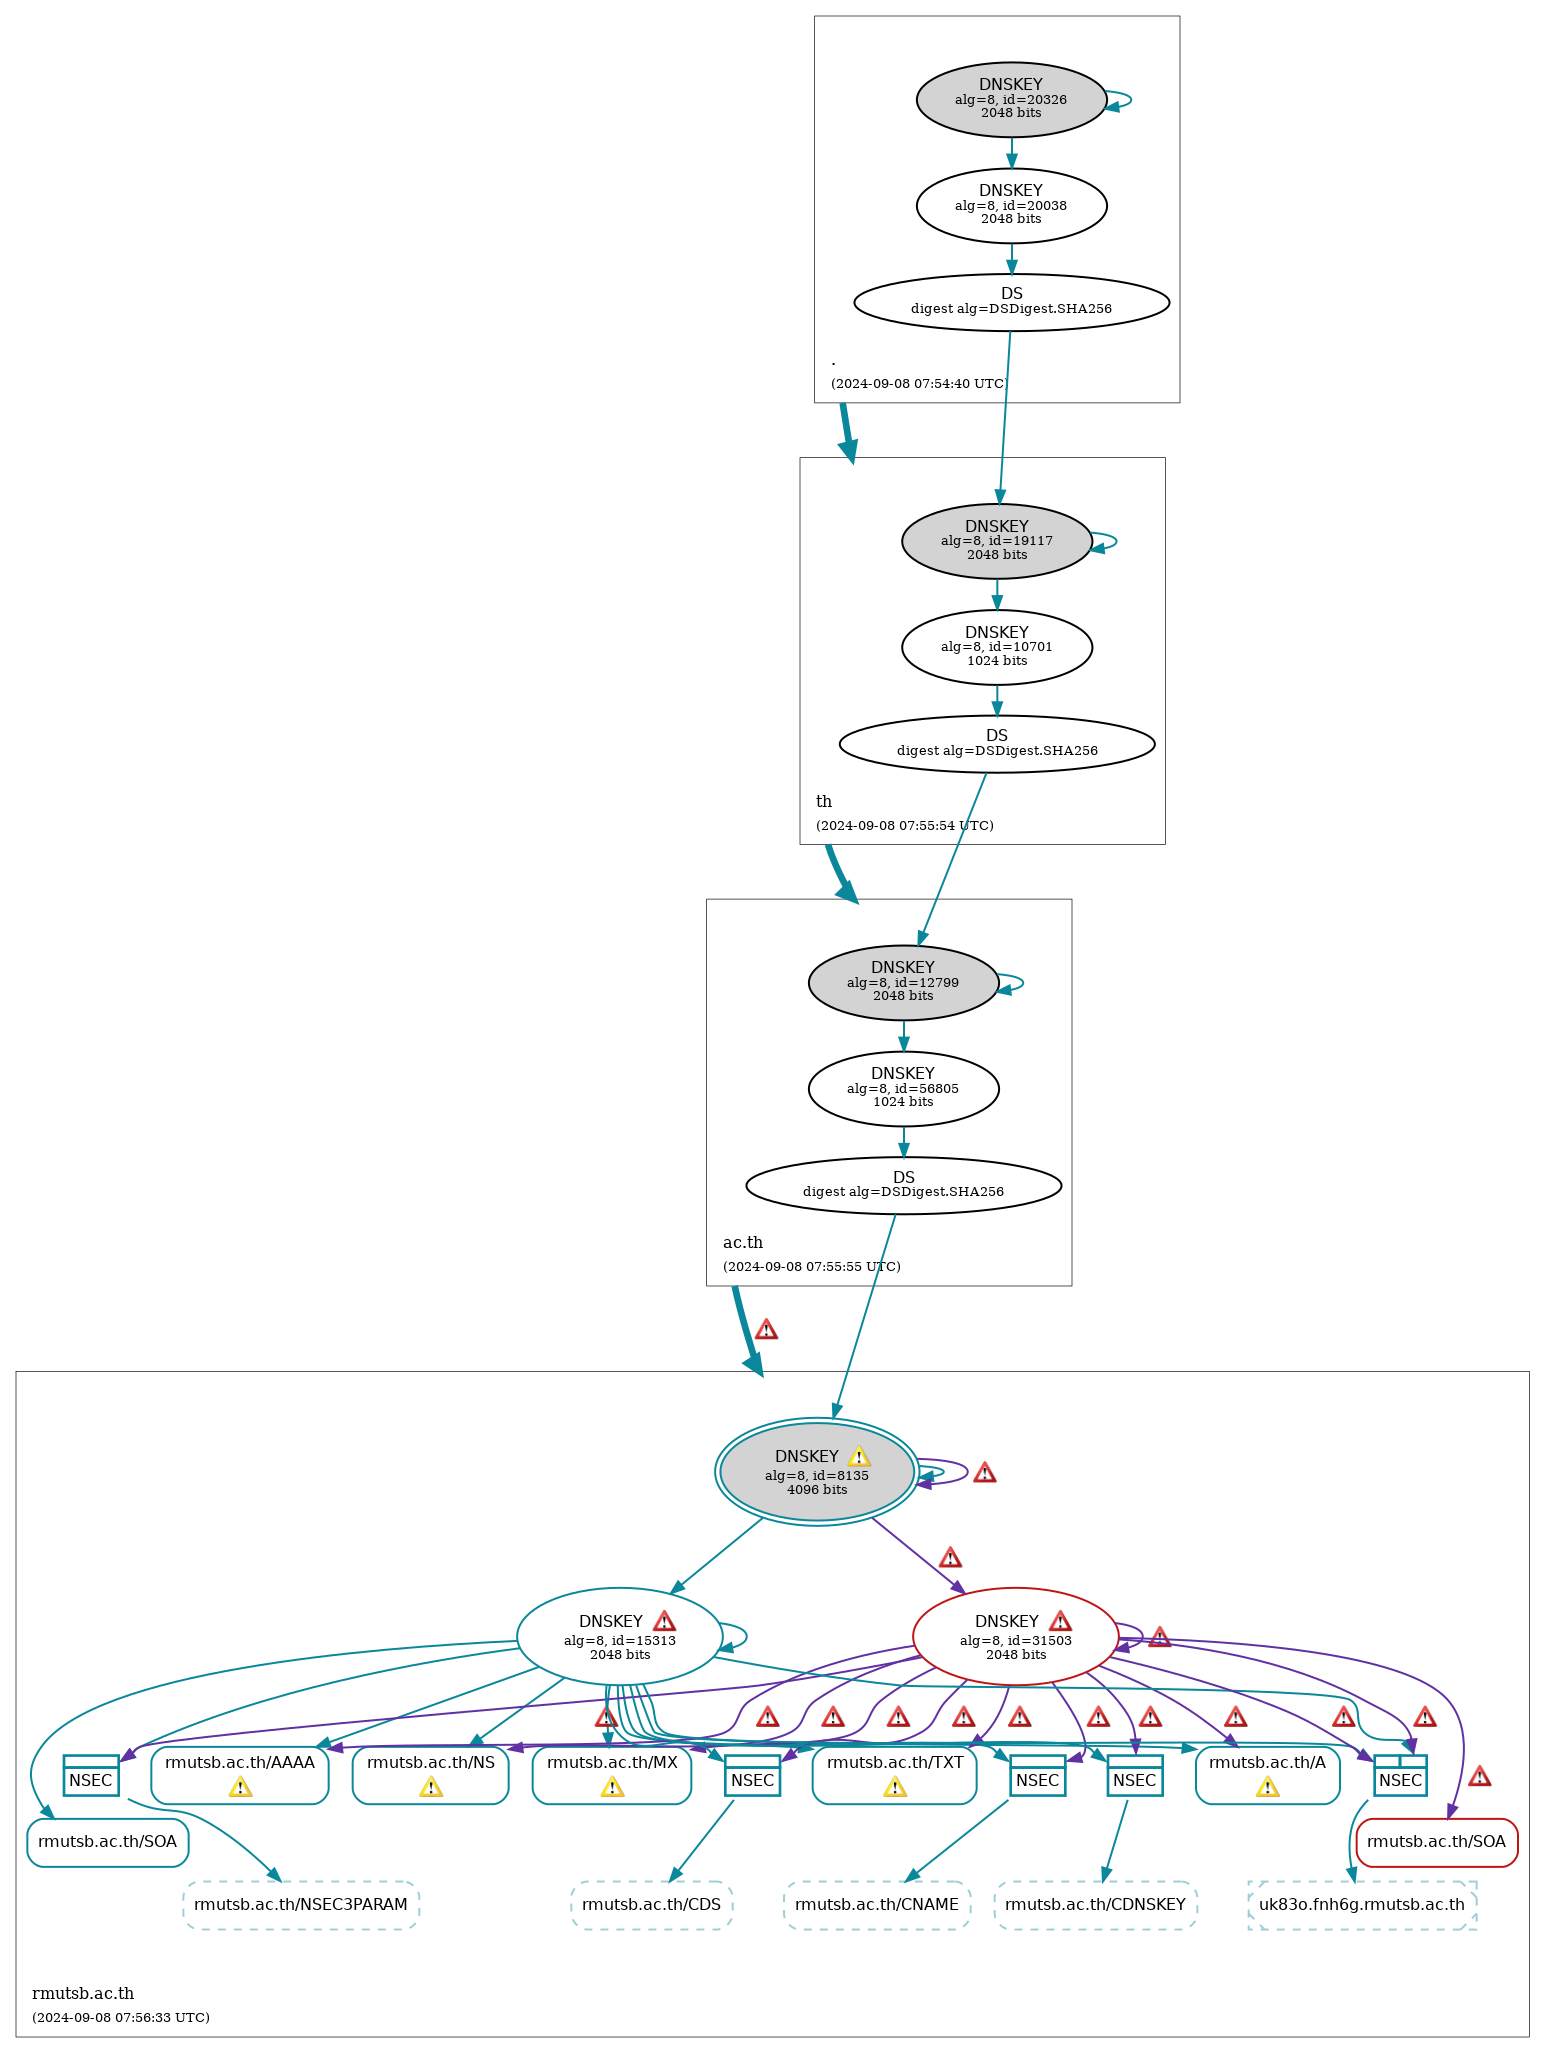 DNSKEY
alg=8, id=20326
2048 bits
DNSKEY
alg=8, id=20038
2048 bits
DS
digest alg=DSDigest.SHA256
.
(2024-09-08 07:54:40 UTC)
DNSKEY
alg=8, id=19117
2048 bits
DNSKEY
alg=8, id=10701
1024 bits
DS
digest alg=DSDigest.SHA256
th
(2024-09-08 07:55:54 UTC)
DNSKEY
alg=8, id=12799
2048 bits
DNSKEY
alg=8, id=56805
1024 bits
DS
digest alg=DSDigest.SHA256
ac.th
(2024-09-08 07:55:55 UTC)
DNSKEY
alg=8, id=8135
4096 bits
DNSKEY
alg=8, id=15313
2048 bits
DNSKEY
alg=8, id=31503
2048 bits
NSEC
rmutsb.ac.th/AAAA
rmutsb.ac.th/NS
rmutsb.ac.th/MX
NSEC
rmutsb.ac.th/TXT
NSEC
NSEC
rmutsb.ac.th/A
NSEC
rmutsb.ac.th/SOA
rmutsb.ac.th/SOA
rmutsb.ac.th/NSEC3PARAM
rmutsb.ac.th/CDS
rmutsb.ac.th/CNAME
rmutsb.ac.th/CDNSKEY
uk83o.fnh6g.rmutsb.ac.th
rmutsb.ac.th
(2024-09-08 07:56:33 UTC)